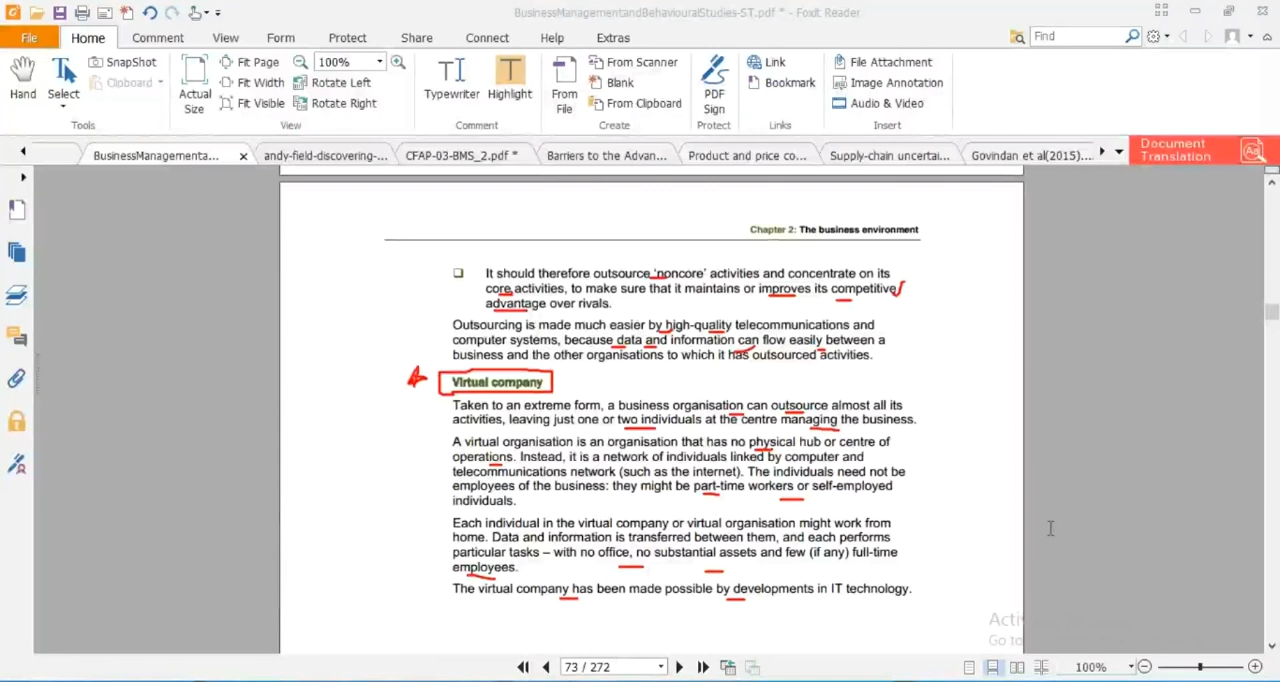 BusinessManagementandBehaviouralStudies-ST.pdf * - Foxit Reader
File Home Comment View Form Protect Share Connect Help Extras Find
SnapShot Fit Page 100% From Scanner Link File Attachment
Clipboard Fit Width Rotate Left Blank Bookmark Image Annotation
Fit Visible Rotate Right From Clipboard Audio & Video
Hand Select Actual Size Typewriter Highlight From File PDF Sign
Tools View Comment Create Protect Links Insert
BusinessManagementa... andy-field-discovering-... CFAP-03-BMS_2.pdf * Barriers to the Advan... Product and price co... Supply-chain uncertai... Govindan et al(2015)....
Document Translation
Chapter 2: The business environment
❑ It should therefore outsource 'noncore' activities and concentrate on its
core activities, to make sure that it maintains or improves its competitive
advantage over rivals.
Outsourcing is made much easier by high-quality telecommunications and
computer systems, because data and information can flow easily between a
business and the other organisations to which it has outsourced activities.
Virtual company
Taken to an extreme form, a business organisation can outsource almost all its
activities, leaving just one or two individuals at the centre managing the business.
A virtual organisation is an organisation that has no physical hub or centre of
operations. Instead, it is a network of individuals linked by computer and
telecommunications network (such as the internet). The individuals need not be
employees of the business: they might be part-time workers or self-employed
individuals.
Each individual in the virtual company or virtual organisation might work from
home. Data and information is transferred between them, and each performs
particular tasks – with no office, no substantial assets and few (if any) full-time
employees.
The virtual company has been made possible by developments in IT technology.
Go to
73 / 272 100%